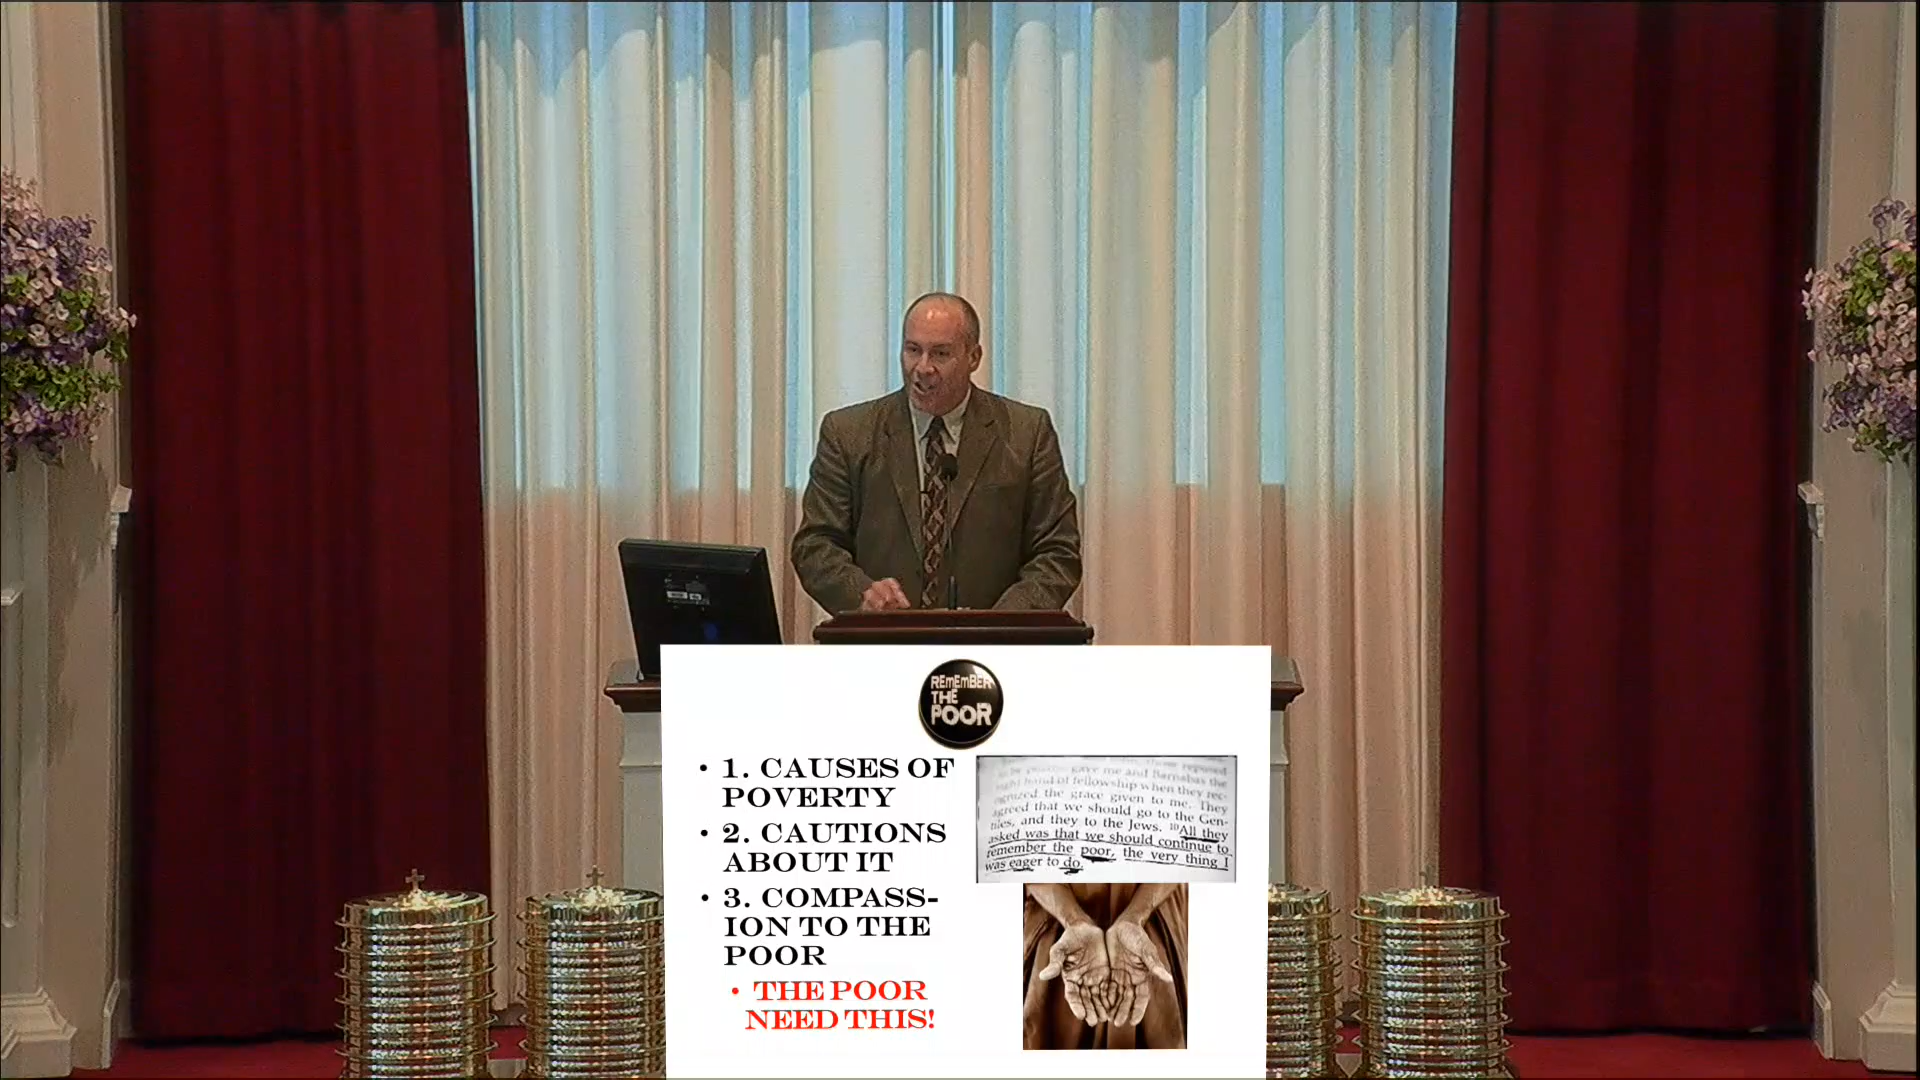 REmEmBER
THE
POOR
• 1. CAUSES OF
POVERTY
• 2. CAUTIONS
ABOUT IT
• 3. COMPASS-
ION TO THE
POOR
• THE POOR
NEED THIS!
gave me and Barnabas the
right hand of fellowship when they rec-
ognized the grace given to me. They
agreed that we should go to the Gen-
tiles, and they to the Jews. 10All they
asked was that we should continue to
remember the poor, the very thing I
was eager to do.